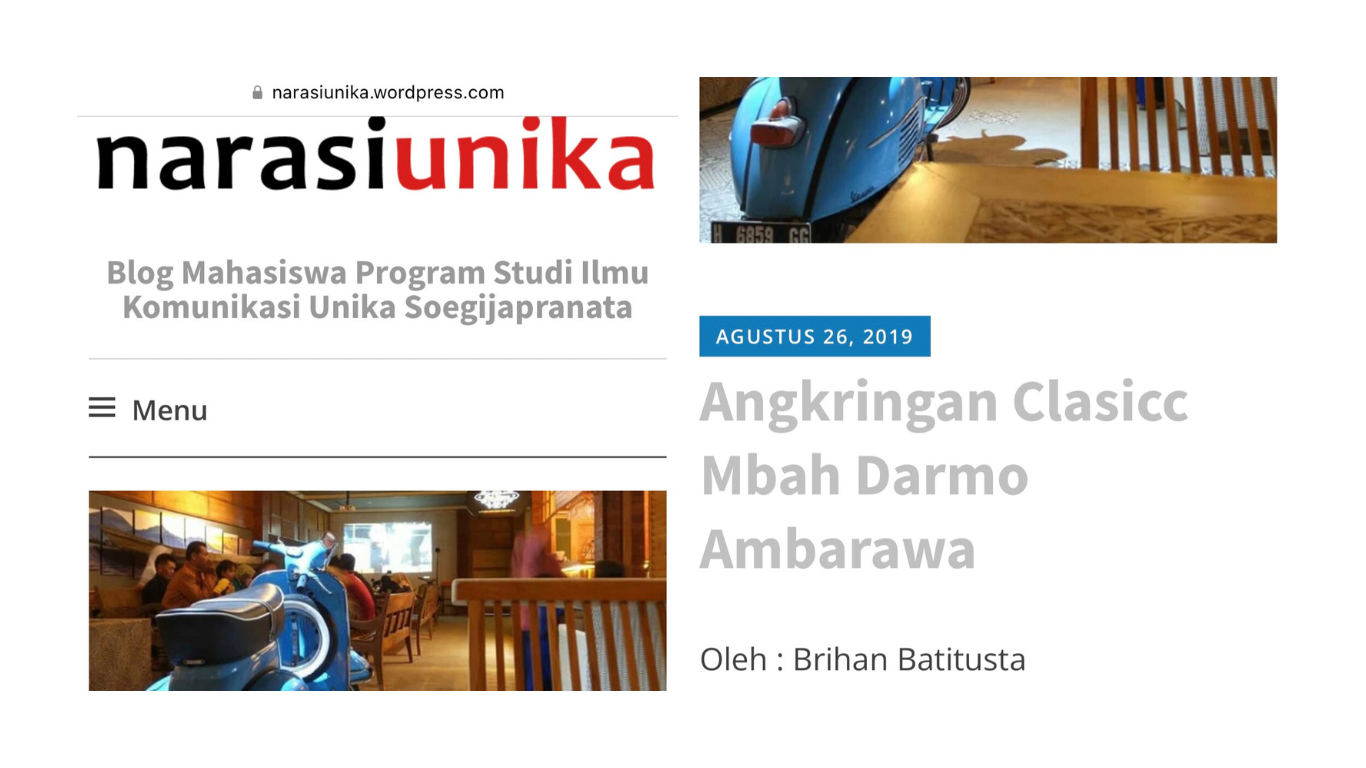 narasiunika.wordpress.com
narasiunika
Blog Mahasiswa Program Studi Ilmu
Komunikasi Unika Soegijapranata
Menu
H 6859 GG
AGUSTUS 26, 2019
Angkringan Clasicc
Mbah Darmo
Ambarawa
Oleh : Brihan Batitusta